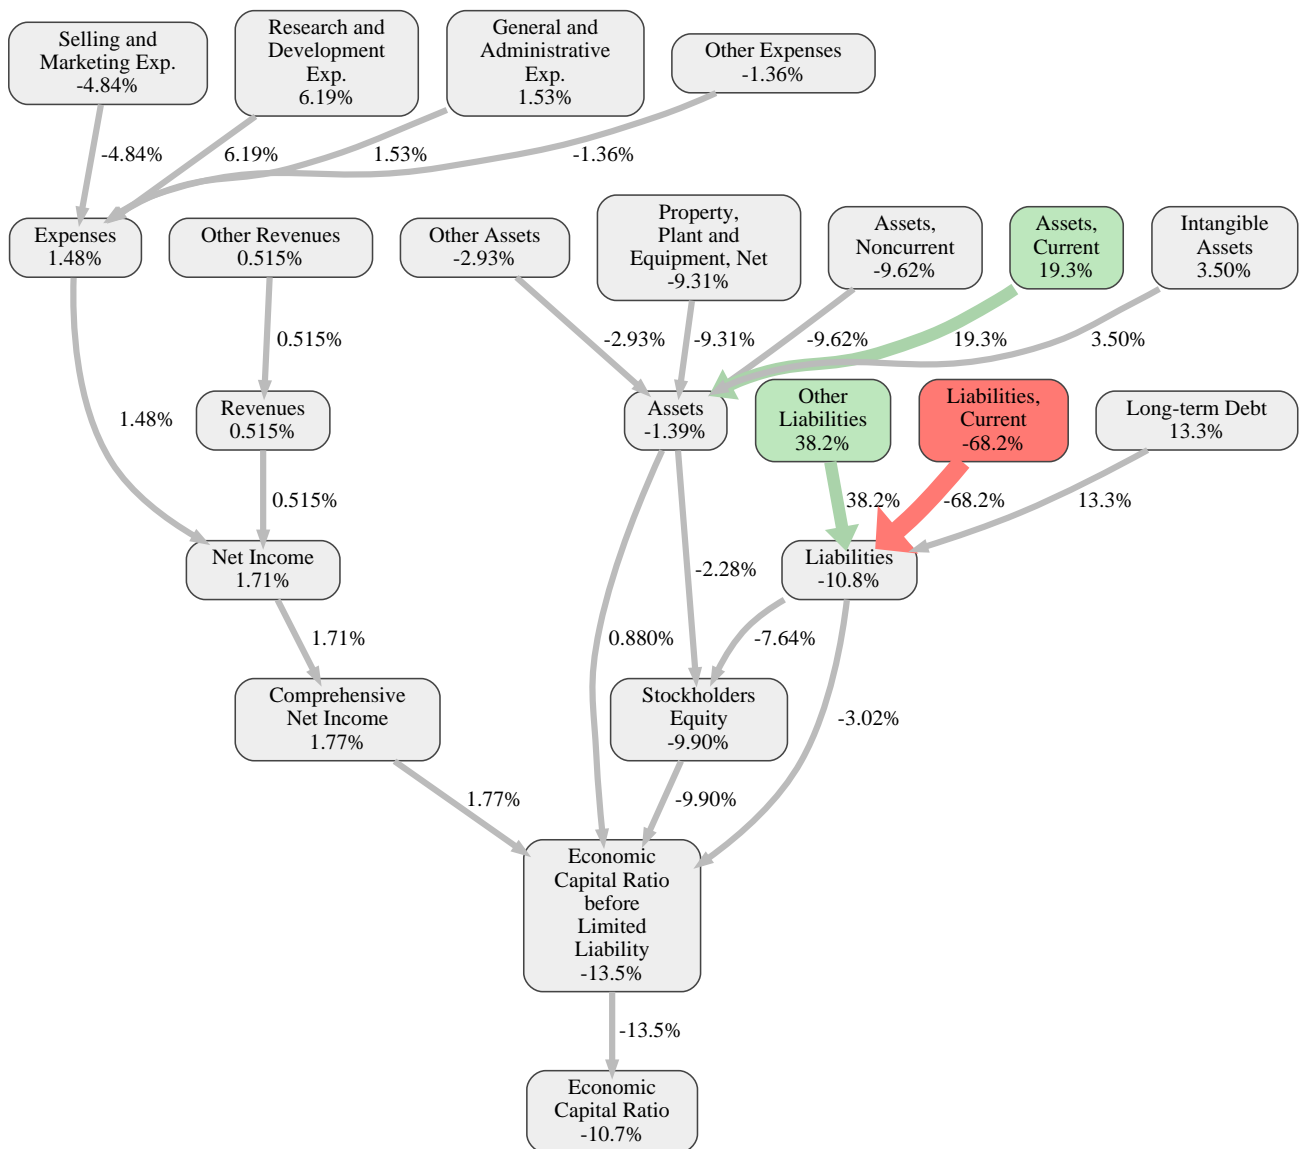 Selling and
Marketing Exp.
-4.84%
Research and
Development
Exp.
6.19%
General and
Administrative
Exp.
1.53%
Other Expenses
-1.36%
-4.84%
6.19%
1.53%
-1.36%
Expenses
1.48%
Other Revenues
0.515%
Other Assets
-2.93%
Property,
Plant and
Equipment, Net
-9.31%
Assets,
Noncurrent
-9.62%
Assets,
Current
19.3%
Intangible
Assets
3.50%
0.515%
-2.93%
-9.31%
-9.62%
19.3%
3.50%
1.48%
Revenues
0.515%
Assets
-1.39%
Other
Liabilities
38.2%
Liabilities,
Current
-68.2%
Long-term Debt
13.3%
0.515%
38.2%
-68.2%
13.3%
Net Income
1.71%
-2.28%
Liabilities
-10.8%
1.71%
0.880%
-7.64%
Comprehensive
Net Income
1.77%
Stockholders
Equity
-9.90%
-3.02%
1.77%
-9.90%
Economic
Capital Ratio
before
Limited
Liability
-13.5%
-13.5%
Economic
Capital Ratio
-10.7%